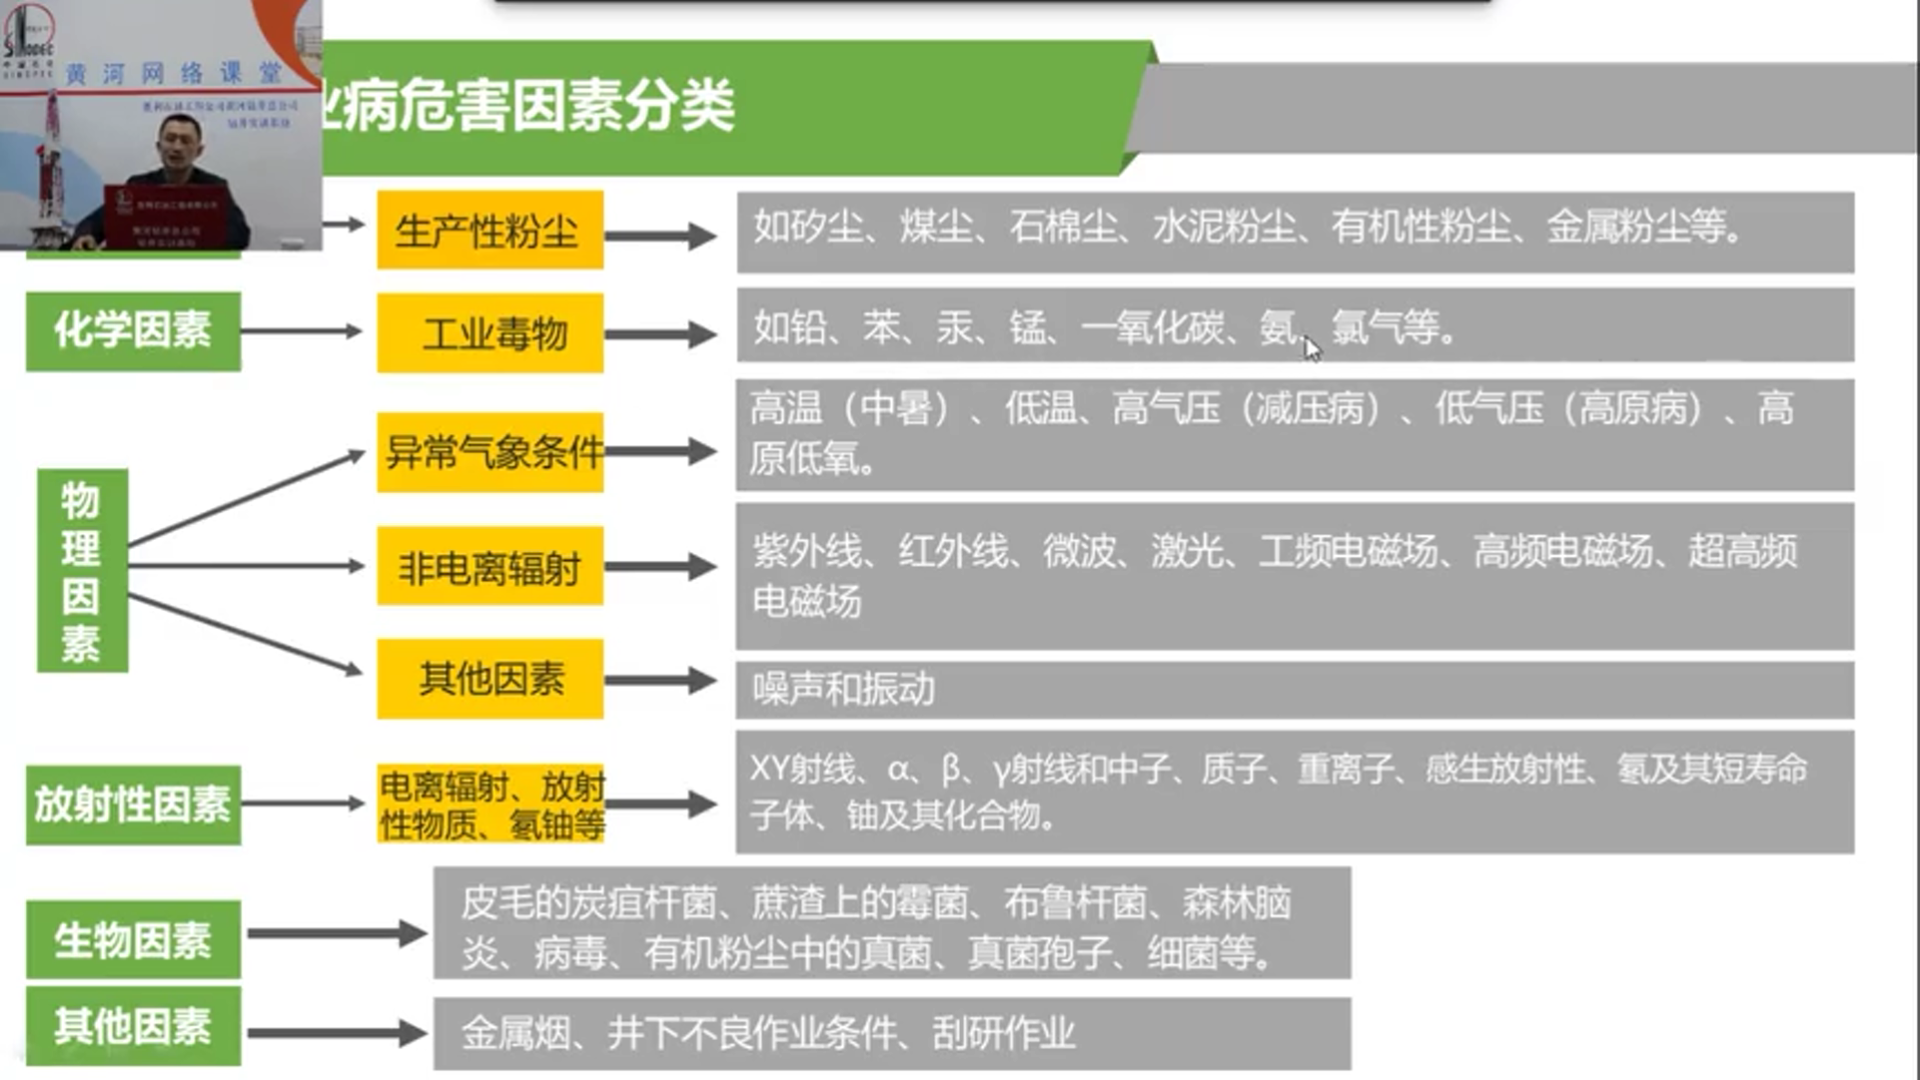 SINOPEC
黄河网络课堂
业病危害因素分类
生产性粉尘
如矽尘、煤尘、石棉尘、水泥粉尘、有机性粉尘、金属粉尘等。
化学因素
工业毒物
如铅、苯、汞、锰、一氧化碳、氨、氯气等。
物理因素
异常气象条件
高温（中暑）、低温、高气压（减压病）、低气压（高原病）、高
原低氧。
非电离辐射
紫外线、红外线、微波、激光、工频电磁场、高频电磁场、超高频
电磁场
其他因素
噪声和振动
放射性因素
电离辐射、放射
性物质、氡铀等
XY射线、α、β、γ射线和中子、质子、重离子、感生放射性、氡及其短寿命
子体、铀及其化合物。
生物因素
皮毛的炭疽杆菌、蔗渣上的霉菌、布鲁杆菌、森林脑
炎、病毒、有机粉尘中的真菌、真菌孢子、细菌等。
其他因素
金属烟、井下不良作业条件、刮研作业